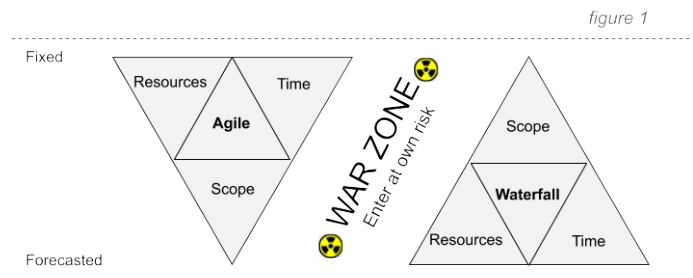 figure 1
Fixed
Resources
Time
Agile
Scope
WAR ZONE
Enter at own risk
Scope
Waterfall
Resources
Time
Forecasted